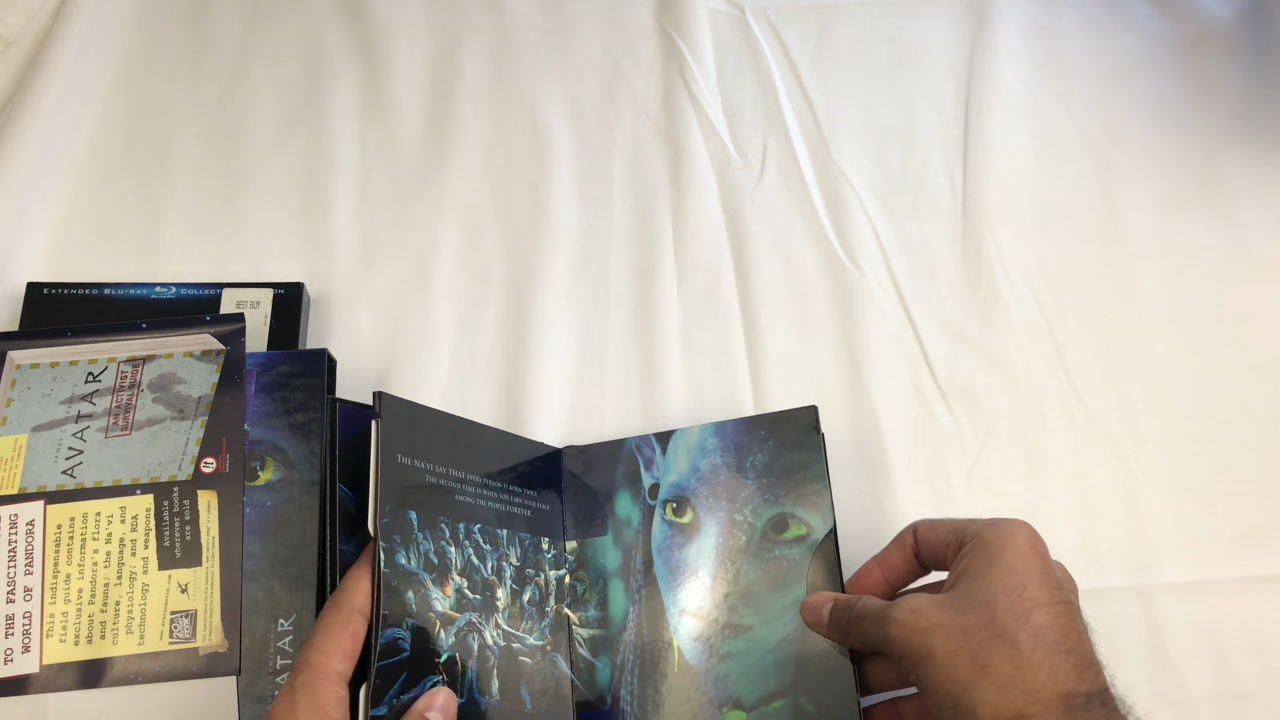 EXTENDED BLU-RAY COLLECT
BEST BUY
AVATAR
AN ACTIVIST
SURVIVAL GUIDE
TO THE FASCINATING
WORLD OF PANDORA
This indispensable
field guide contains
exclusive information
about Pandora's flora
and fauna; the Na'vi
culture, language, and
physiology; and RDA
technology and weapons.
Available
wherever books
are sold
ATAR
THE NA'VI SAY THAT EVERY PERSON IS BORN TWICE.
THE SECOND TIME IS WHEN YOU EARN YOUR PLACE
AMONG THE PEOPLE FOREVER.